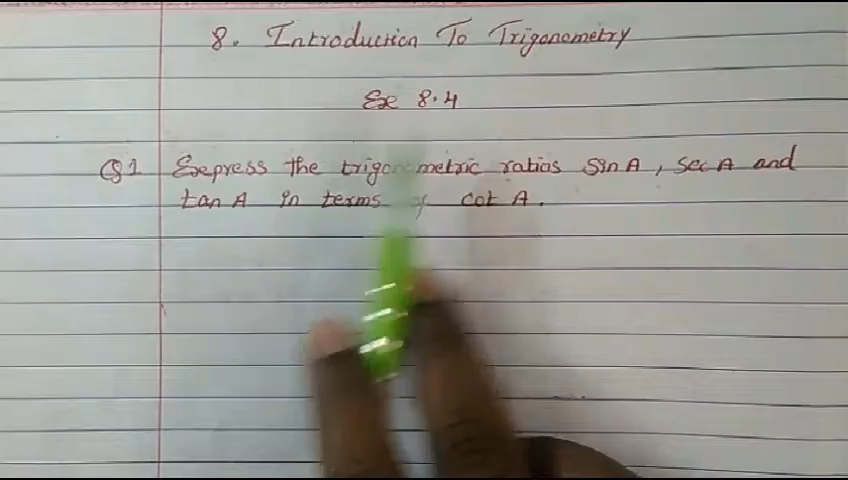 8. Introduction To Trigonometry
Ex 8.4
Q1 Express the trigonometric ratios Sin A, Sec A and
tan A in terms of cot A.